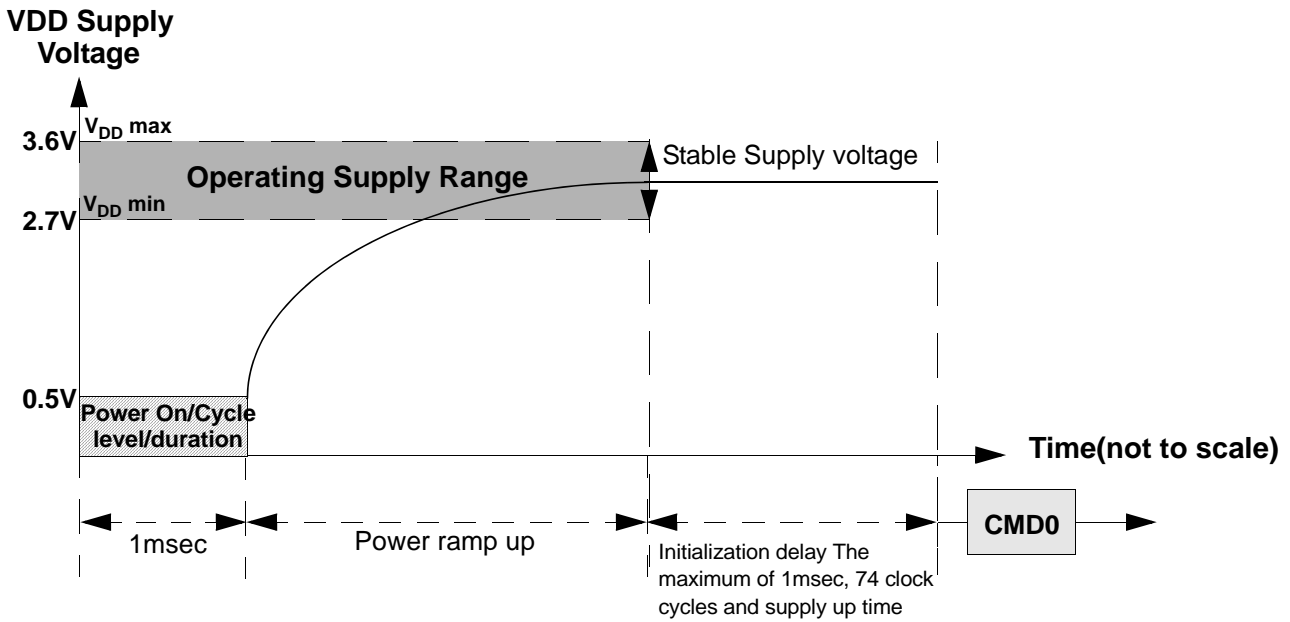 VDD Supply
Voltage
3.6V
VDD max
Stable Supply voltage
Operating Supply Range
VDD min
2.7V
0.5V
Power On/Cycle
level/duration
Time(not to scale)
1msec
Power ramp up
Initialization delay The
maximum of 1msec, 74 clock
cycles and supply up time
CMD0